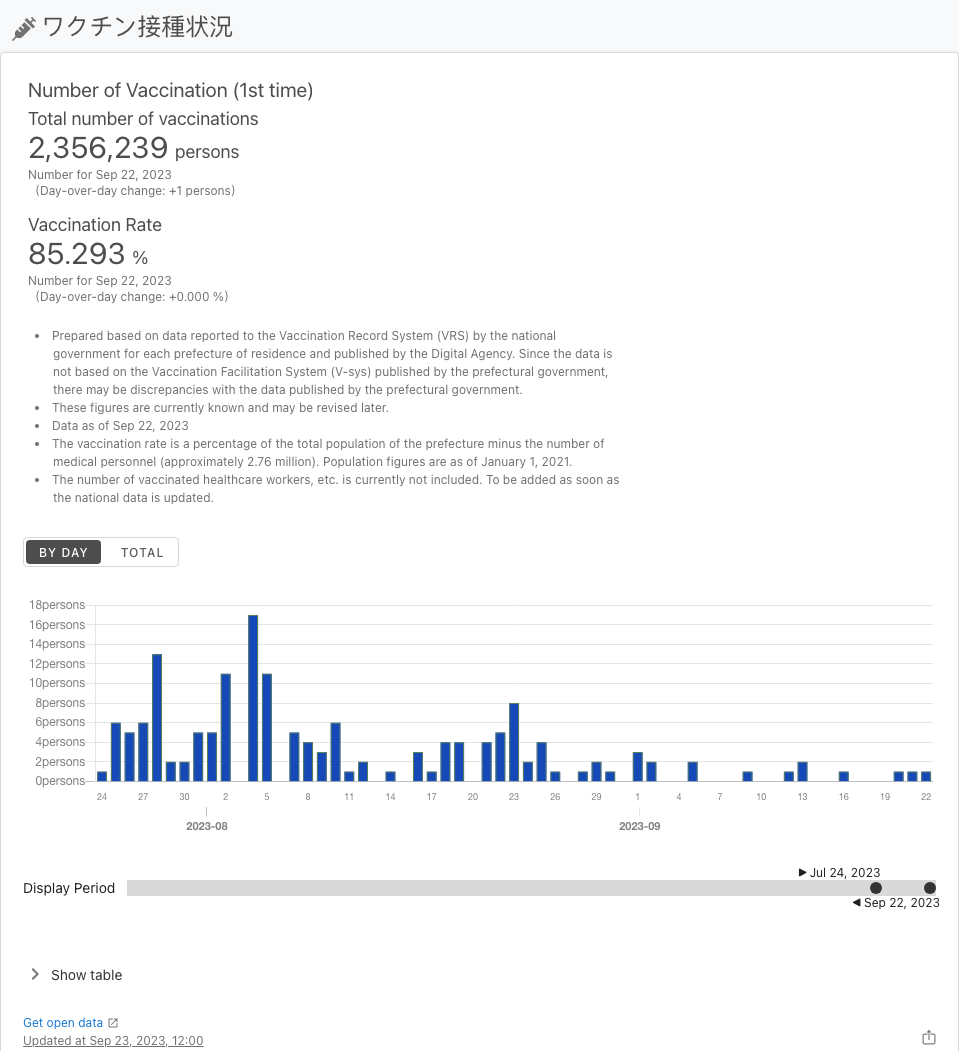 ワクチン接種状況
Number of Vaccination (1st time)
Total number of vaccinations
2,356,239 persons
Number for Sep 22, 2023
(Day-over-day change: +1 persons)
Vaccination Rate
85.293 %
Number for Sep 22, 2023
(Day-over-day change: +0.000 %)
• Prepared based on data reported to the Vaccination Record System (VRS) by the national
government for each prefecture of residence and published by the Digital Agency. Since the data is
not based on the Vaccination Facilitation System (V-sys) published by the prefectural government,
there may be discrepancies with the data published by the prefectural government.
• These figures are currently known and may be revised later.
• Data as of Sep 22, 2023
• The vaccination rate is a percentage of the total population of the prefecture minus the number of
medical personnel (approximately 2.76 million). Population figures are as of January 1, 2021.
• The number of vaccinated healthcare workers, etc. is currently not included. To be added as soon as
the national data is updated.
BY DAY TOTAL
18persons
16persons
14persons
12persons
10persons
8persons
6persons
4persons
2persons
0persons
24 27 30 2 5 8 11 14 17 20 23 26 29 1 4 7 10 13 16 19 22
2023-08 2023-09
▶ Jul 24, 2023
Display Period
◀ Sep 22, 2023
Show table
Get open data
Updated at Sep 23, 2023, 12:00